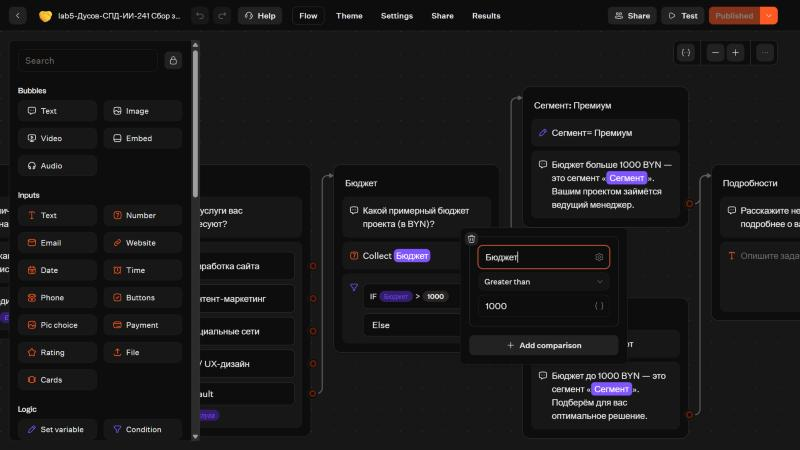 lab5-Дусов-СПД-ИИ-241 Сбор з...
Help
Flow
Theme
Settings
Share
Results
Share
Test
Published
Search
Bubbles
Text
Image
Video
Embed
Audio
Inputs
Text
Number
Email
Website
Date
Time
Phone
Buttons
Pic choice
Payment
Rating
File
Cards
Logic
Set variable
Condition
услуги вас
есуют?
работка сайта
нтент-маркетинг
циальные сети
/ UX-дизайн
ault
Бюджет
Какой примерный бюджет
проекта (в BYN)?
Collect Бюджет
IF Бюджет > 1000
Else
Бюджет
Greater than
1000
Add comparison
Сегмент: Премиум
Сегмент= Премиум
Бюджет больше 1000 BYN —
это сегмент « Сегмент ».
Вашим проектом займётся
ведущий менеджер.
Бюджет до 1000 BYN — это
сегмент « Сегмент ».
Подберём для вас
оптимальное решение.
Подробности
Расскажите не
подробнее о ва
Опишите зада